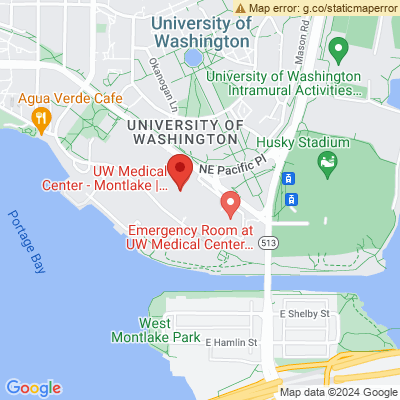 Map error: g.co/staticmaperror
University of
Washington
Mason Rd
Okanogan Ln
University of Washington
Intramural Activities...
Agua Verde Cafe
UNIVERSITY OF
WASHINGTON
Husky Stadium
NE Pacific Pl
UW Medical
Center - Montlake |...
Emergency Room at
UW Medical Center...
Portage Bay
513
West
Montlake Park
E Shelby St
E Hamlin St
Google
Map data ©2024 Google